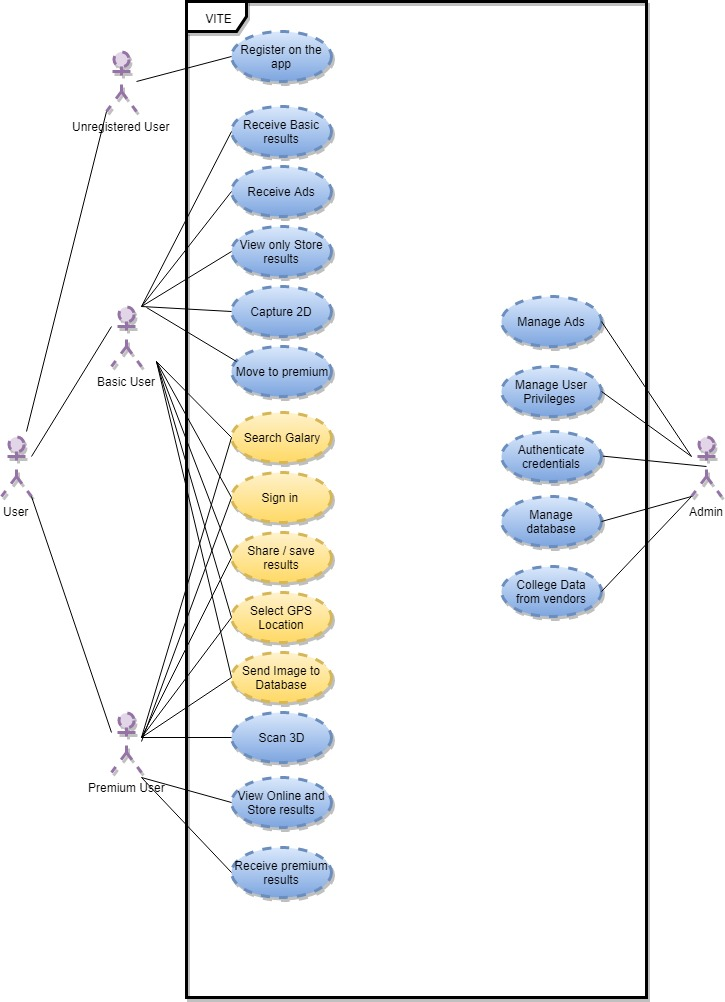 VITE
Register on the
app
Unregistered User
Receive Basic
results
Receive Ads
View only Store
results
Capture 2D
Move to premium
Basic User
Search Galary
Sign in
Share / save
results
Select GPS
Location
Send Image to
Database
Scan 3D
View Online and
Store results
Receive premium
results
User
Premium User
Manage Ads
Manage User
Privileges
Authenticate
credentials
Manage
database
College Data
from vendors
Admin